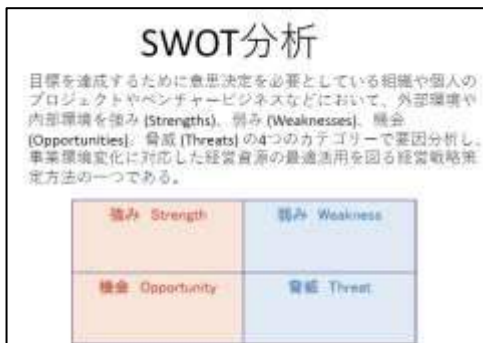 SWOT分析
目標を達成するために意思決定を必要としている組織や個人の
プロジェクトやベンチャービジネスなどにおいて、外部環境や
内部環境を強み (Strengths)、弱み (Weaknesses)、機会
(Opportunities)、脅威 (Threats) の4つのカテゴリーで要因分析し、
事業環境変化に対応した経営資源の最適活用を図る経営戦略策
定方法の一つである。
強み Strength
弱み Weakness
機会 Opportunity
脅威 Threat